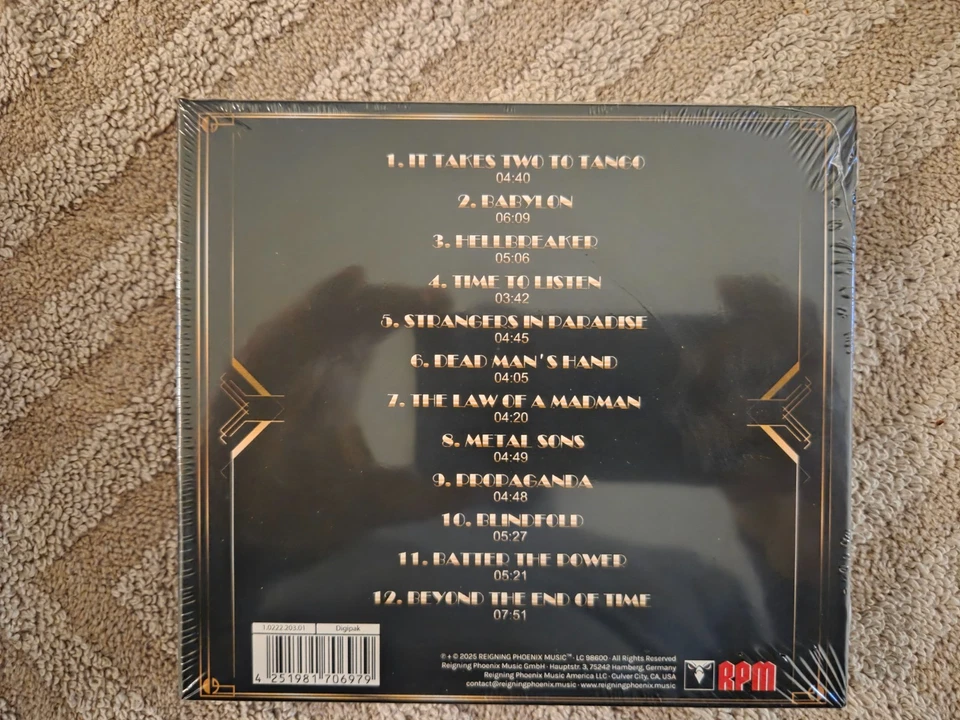 1. IT TAKES TWO TO TANGO
04:40
2. BABYLON
06:09
3. HELLBREAKER
05:06
4. TIME TO LISTEN
03:42
5. STRANGERS IN PARADISE
04:45
6. DEAD MAN'S HAND
04:05
7. THE LAW OF A MADMAN
04:20
8. METAL SONS
04:49
9. PROPAGANDA
04:48
10. BLINDFOLD
05:27
11. BATTER THE POWER
05:21
12. BEYOND THE END OF TIME
07:51
1.0222.203.01 Digipak
4 251981 706979
℗ + © 2025 REIGNING PHOENIX MUSIC™ · LC 98600 · All Rights Reserved
Reigning Phoenix Music GmbH · Hauptstr. 3, 75242 Hamberg, Germany
Reigning Phoenix Music America LLC · Culver City, CA, USA
contact@reigningphoenix.music · www.reigningphoenix.music
RPM